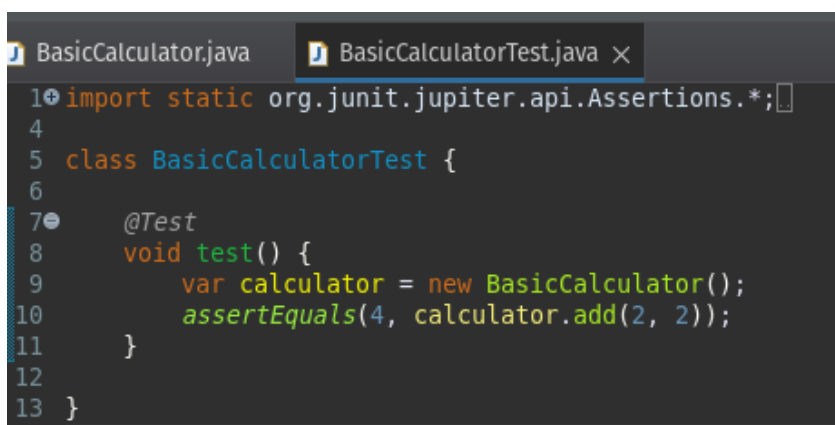 BasicCalculator.java BasicCalculatorTest.java ×
1 import static org.junit.jupiter.api.Assertions.*;
4
5 class BasicCalculatorTest {
6
7 @Test
8 void test() {
9 var calculator = new BasicCalculator();
10 assertEquals(4, calculator.add(2, 2));
11 }
12
13 }